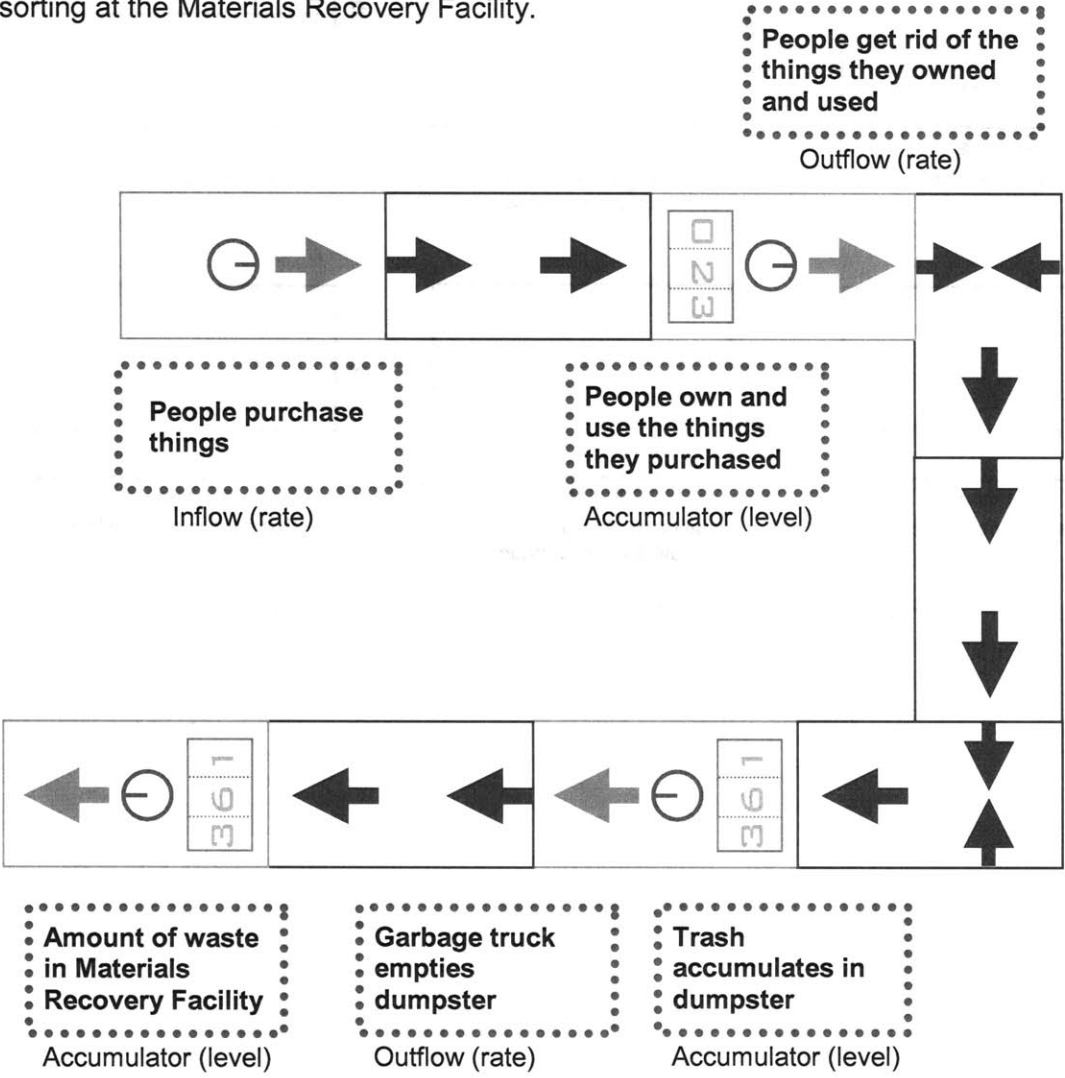 sorting at the Materials Recovery Facility.
People get rid of the
things they owned
and used
Outflow (rate)
0
2
3
People purchase
things
Inflow (rate)
People own and
use the things
they purchased
Accumulator (level)
1
6
3
1
6
3
Amount of waste
in Materials
Recovery Facility
Accumulator (level)
Garbage truck
empties
dumpster
Outflow (rate)
Trash
accumulates in
dumpster
Accumulator (level)